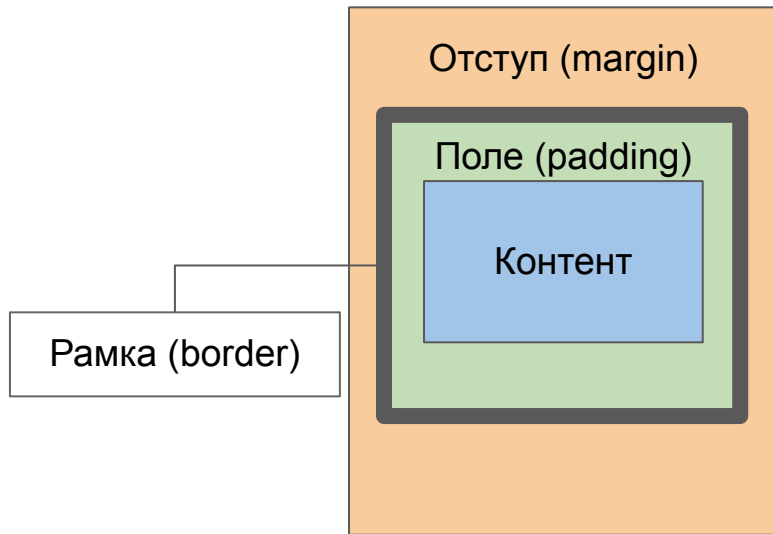 Отступ (margin)
Поле (padding)
Контент
Рамка (border)